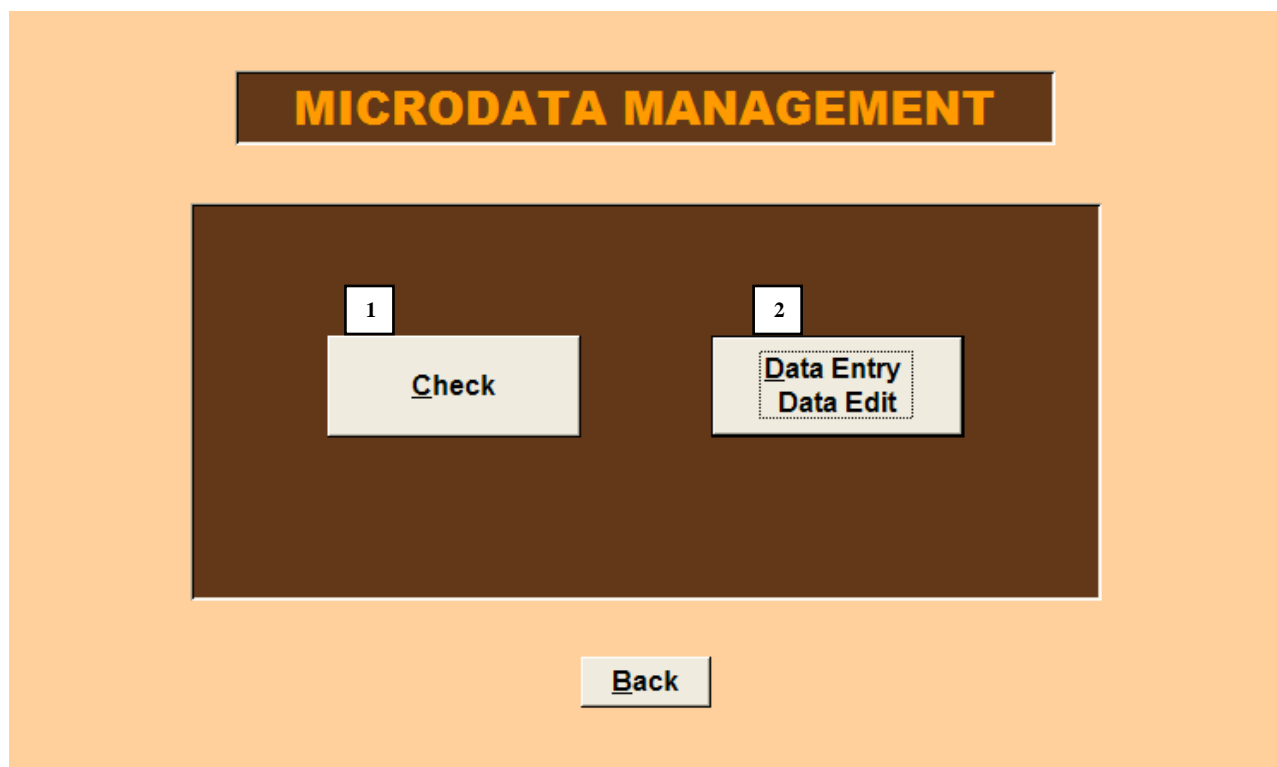 MICRODATA MANAGEMENT
1
2
Check
Data Entry
Data Edit
Back